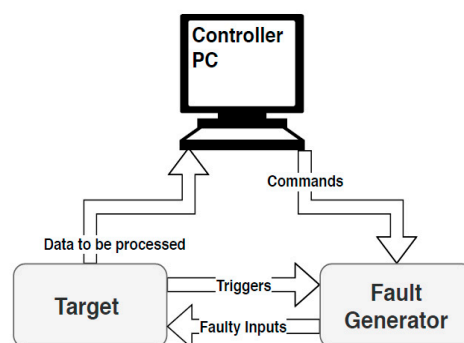 Controller
PC
Commands
Data to be processed
Triggers
Target
Fault
Generator
Faulty Inputs